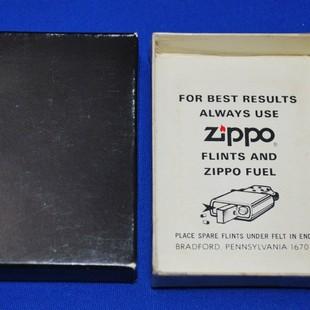 FOR BEST RESULTS
ALWAYS USE
Zippo®
FLINTS AND
ZIPPO FUEL
PLACE SPARE FLINTS UNDER FELT IN END
BRADFORD, PENNSYLVANIA 1670